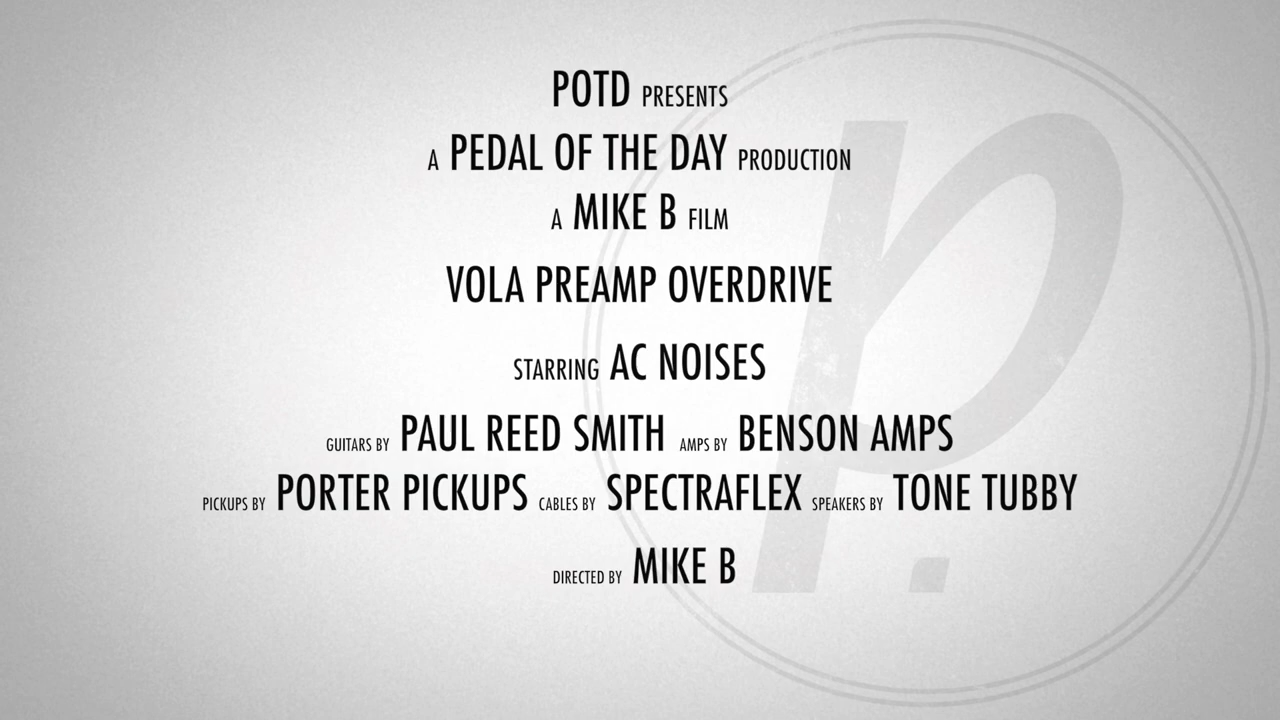 POTD PRESENTS
A PEDAL OF THE DAY PRODUCTION
A MIKE B FILM
VOLA PREAMP OVERDRIVE
STARRING AC NOISES
GUITARS BY PAUL REED SMITH AMPS BY BENSON AMPS
PICKUPS BY PORTER PICKUPS CABLES BY SPECTRAFLEX SPEAKERS BY TONE TUBBY
DIRECTED BY MIKE B
p.